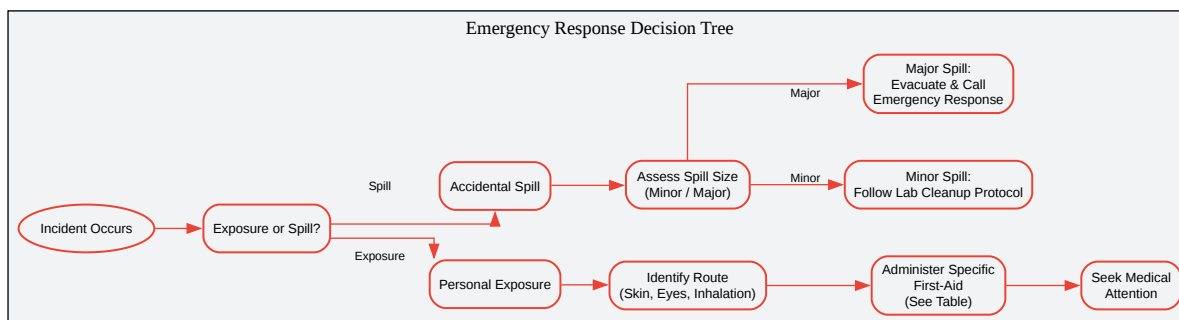 Emergency Response Decision Tree
Major Spill:
Evacuate & Call
Emergency Response
Major
Spill
Accidental Spill
Assess Spill Size
(Minor / Major)
Minor
Minor Spill:
Follow Lab Cleanup Protocol
Incident Occurs
Exposure or Spill?
Exposure
Personal Exposure
Identify Route
(Skin, Eyes, Inhalation)
Administer Specific
First-Aid
(See Table)
Seek Medical
Attention